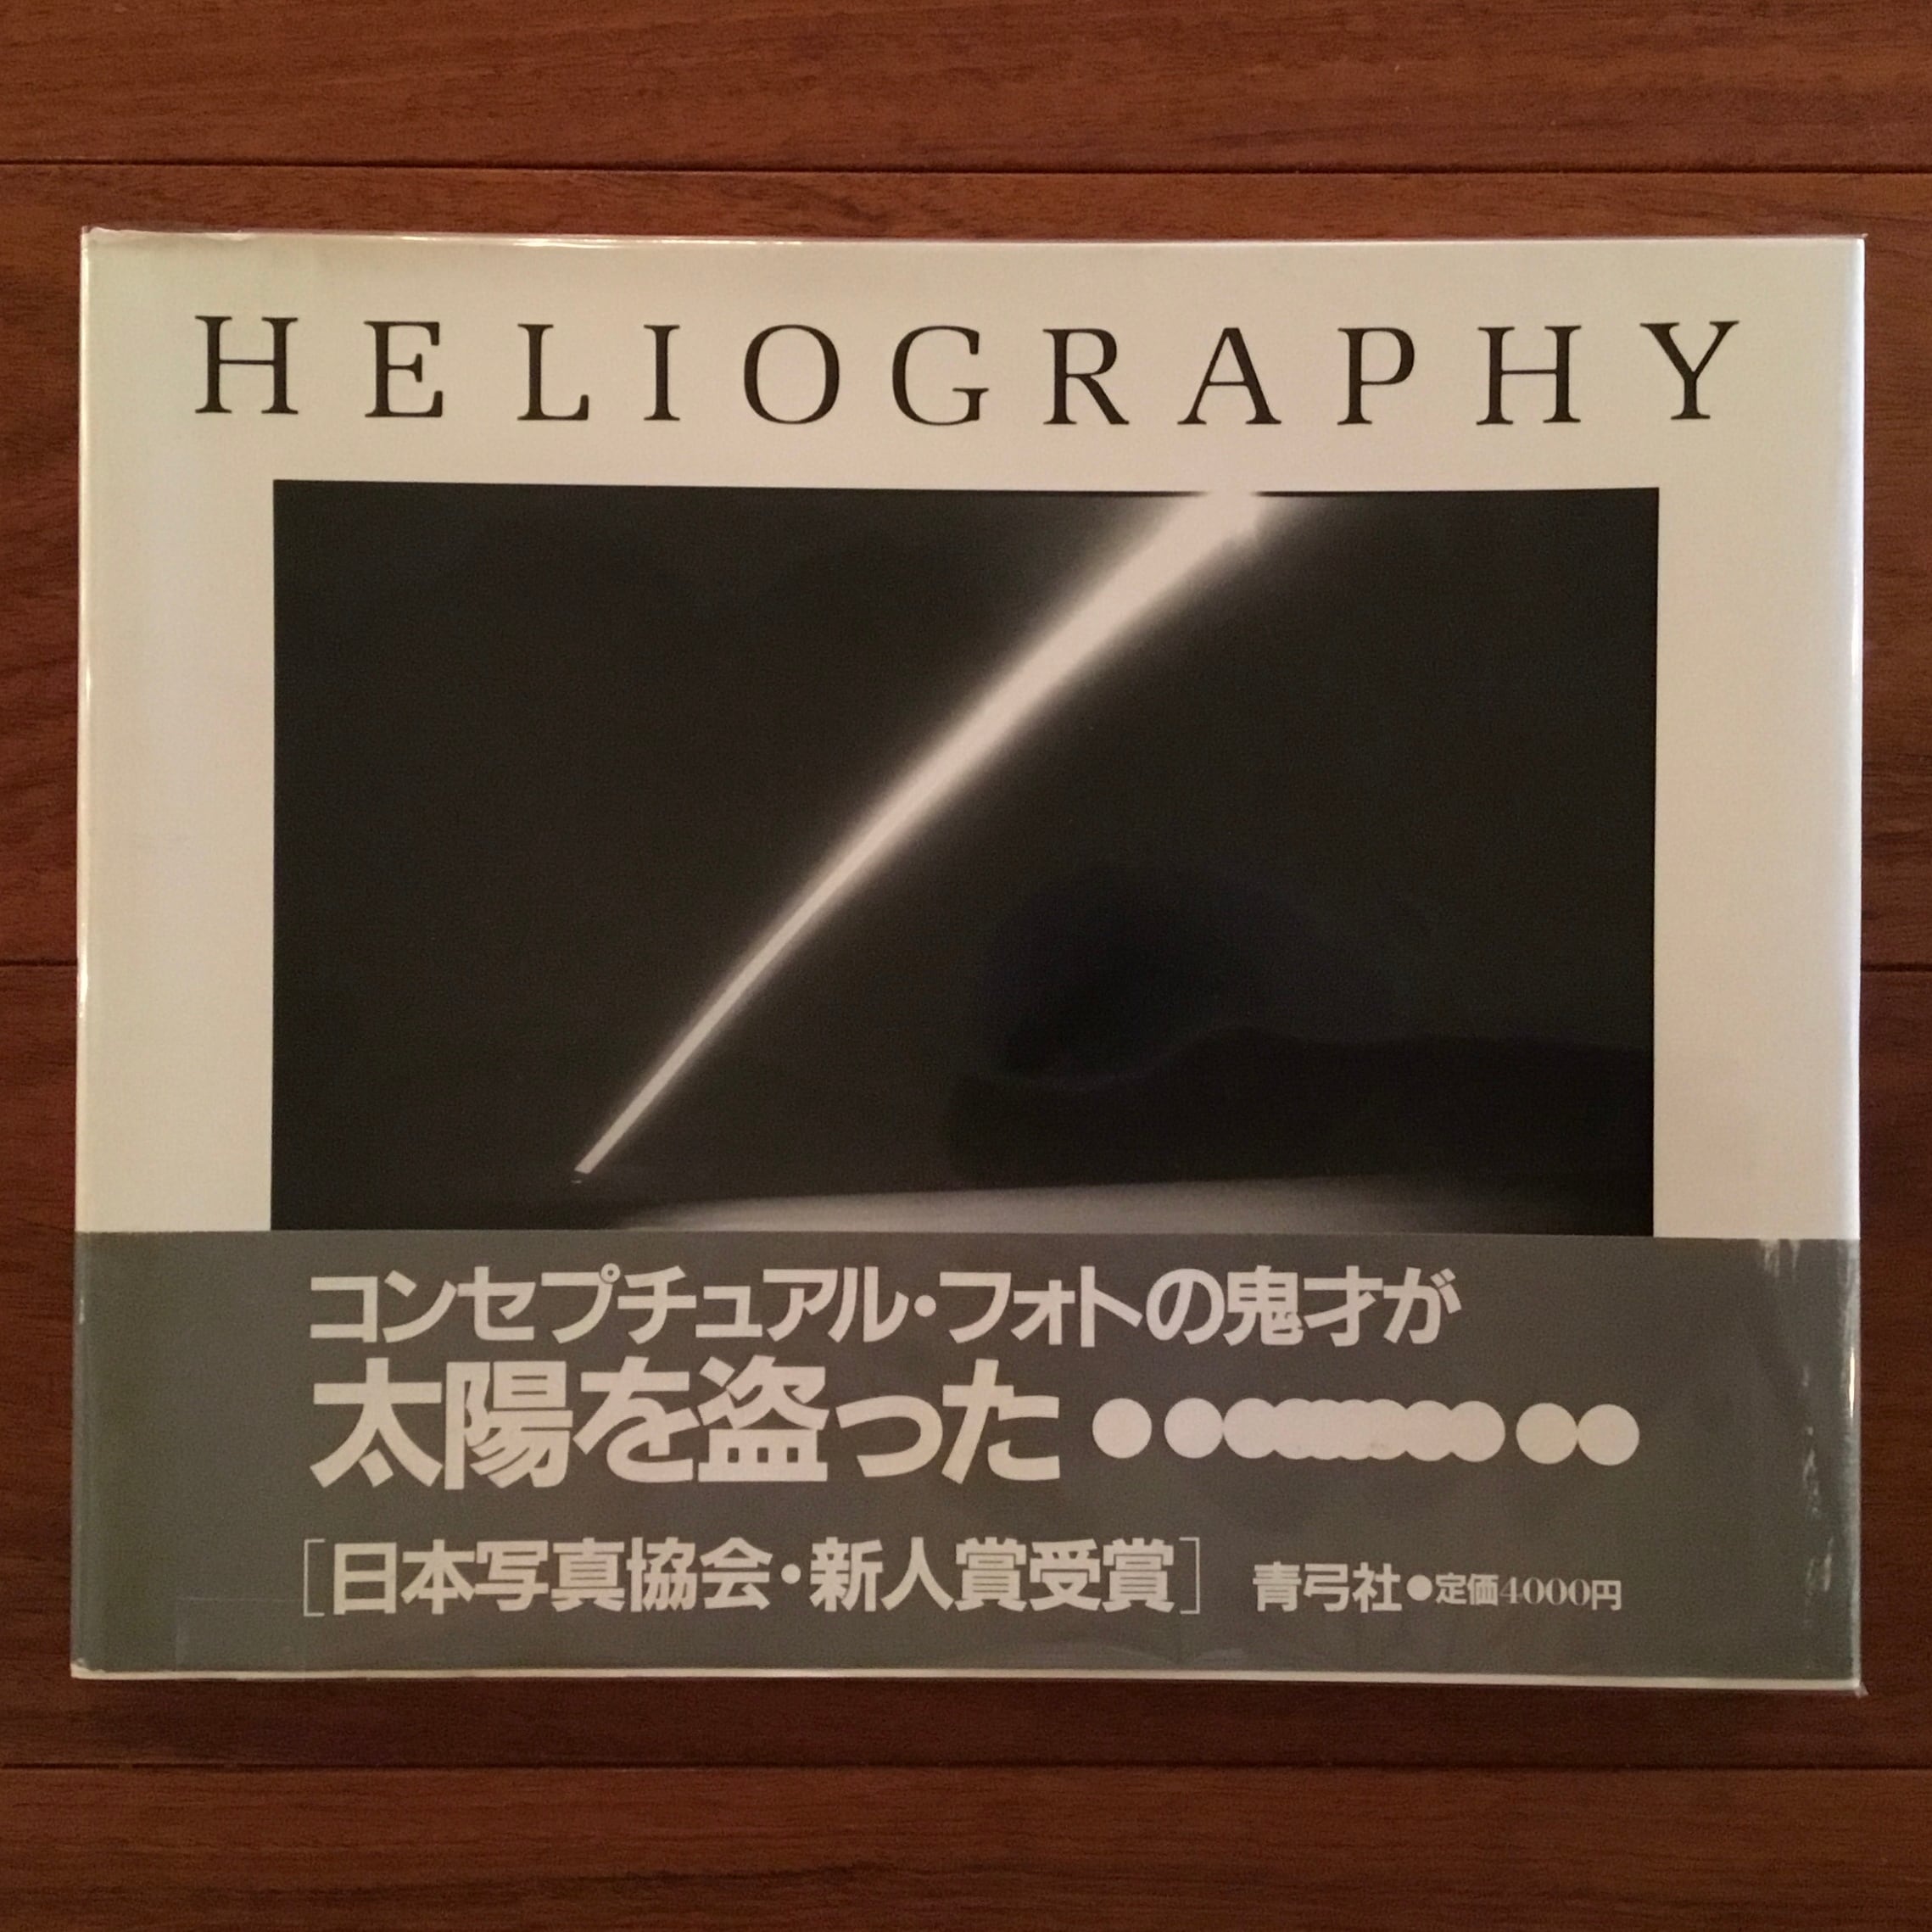 HELIOGRAPHY
コンセプチュアル・フォトの鬼才が
太陽を盗った
[日本写真協会・新人賞受賞] 青弓社●定価4000円